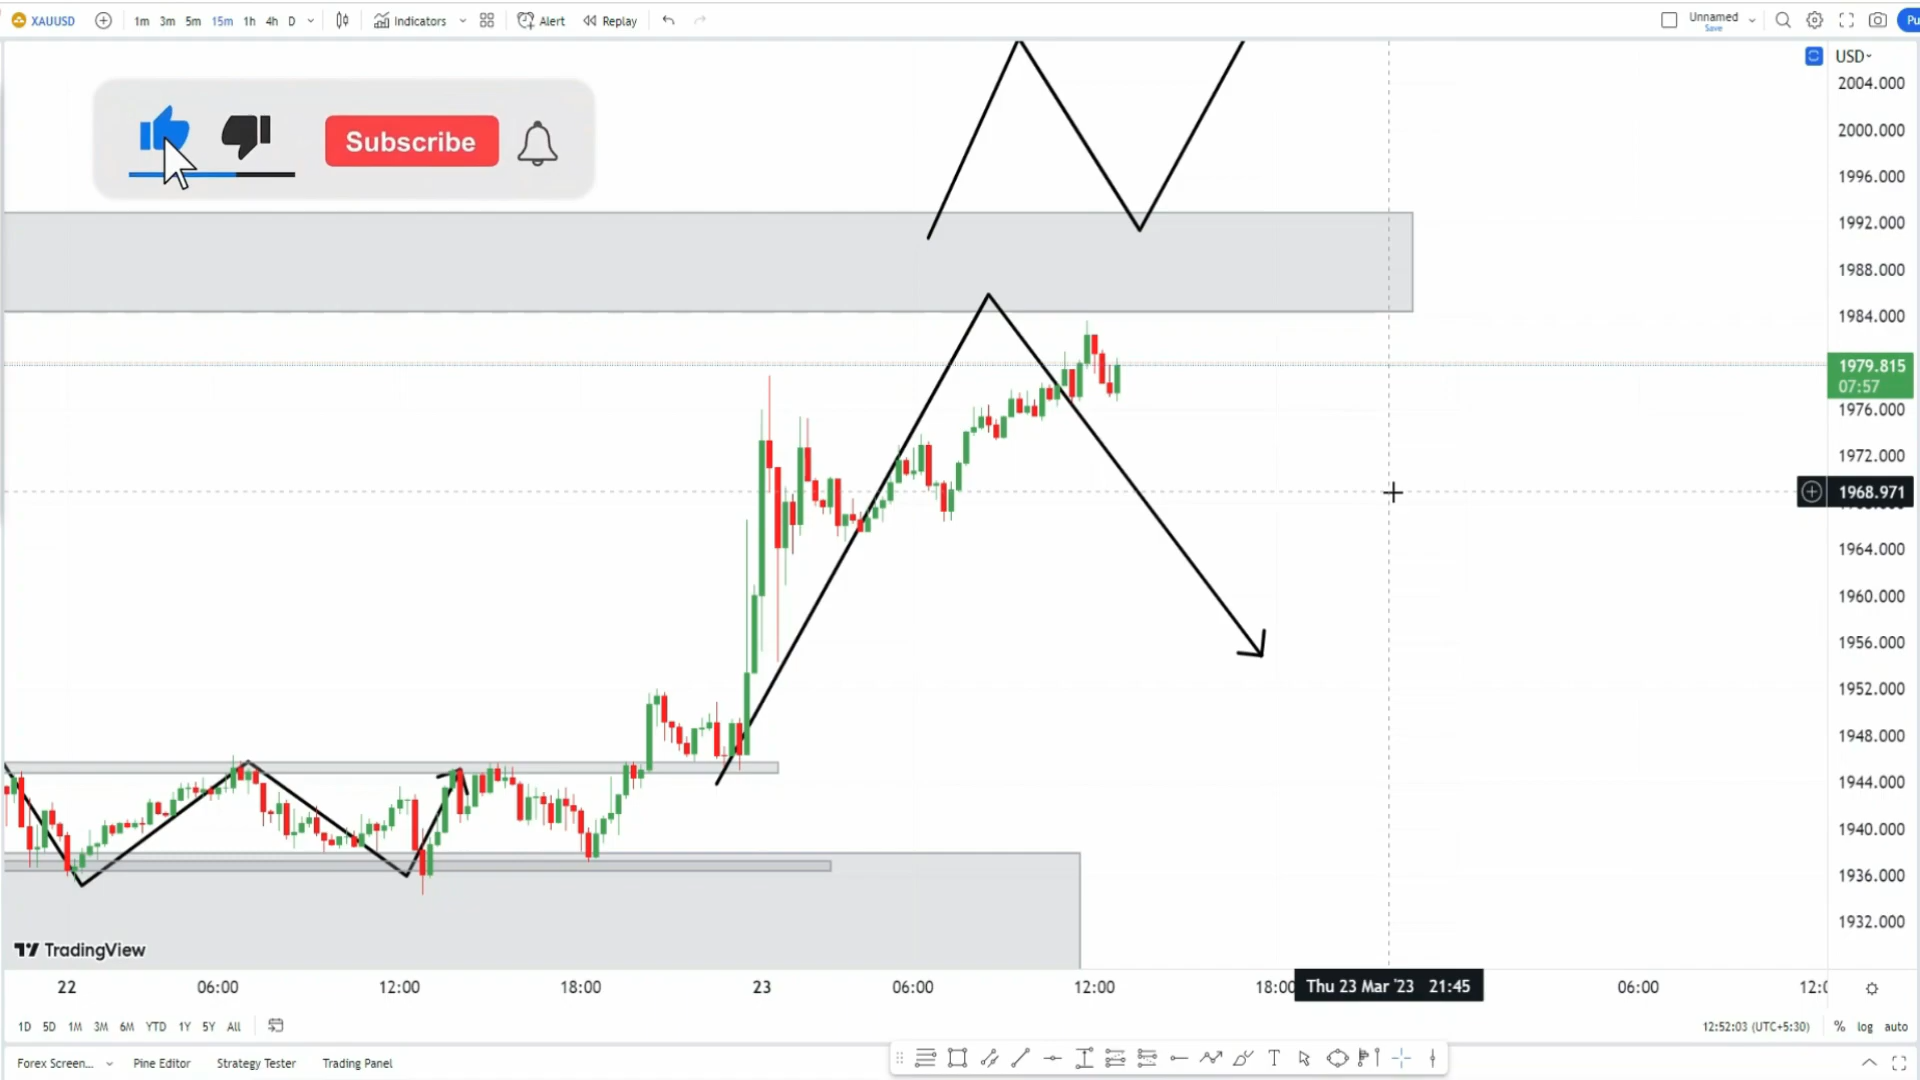 XAUUSD 1m 3m 5m 15m 1h 4h D Indicators Alert Replay Unnamed
Save
USD
2004.000
Subscribe
2000.000
1996.000
1992.000
1988.000
1984.000
1979.815
07:57
1976.000
1972.000
1968.971
1964.000
1960.000
1956.000
1952.000
1948.000
1944.000
1940.000
1936.000
1932.000
TradingView
22 06:00 12:00 18:00 23 06:00 12:00 18:00 Thu 23 Mar '23 21:45 06:00
1D 5D 1M 3M 6M YTD 1Y 5Y All 12:52:03 (UTC+5:30) % log auto
Forex Screen... Pine Editor Strategy Tester Trading Panel